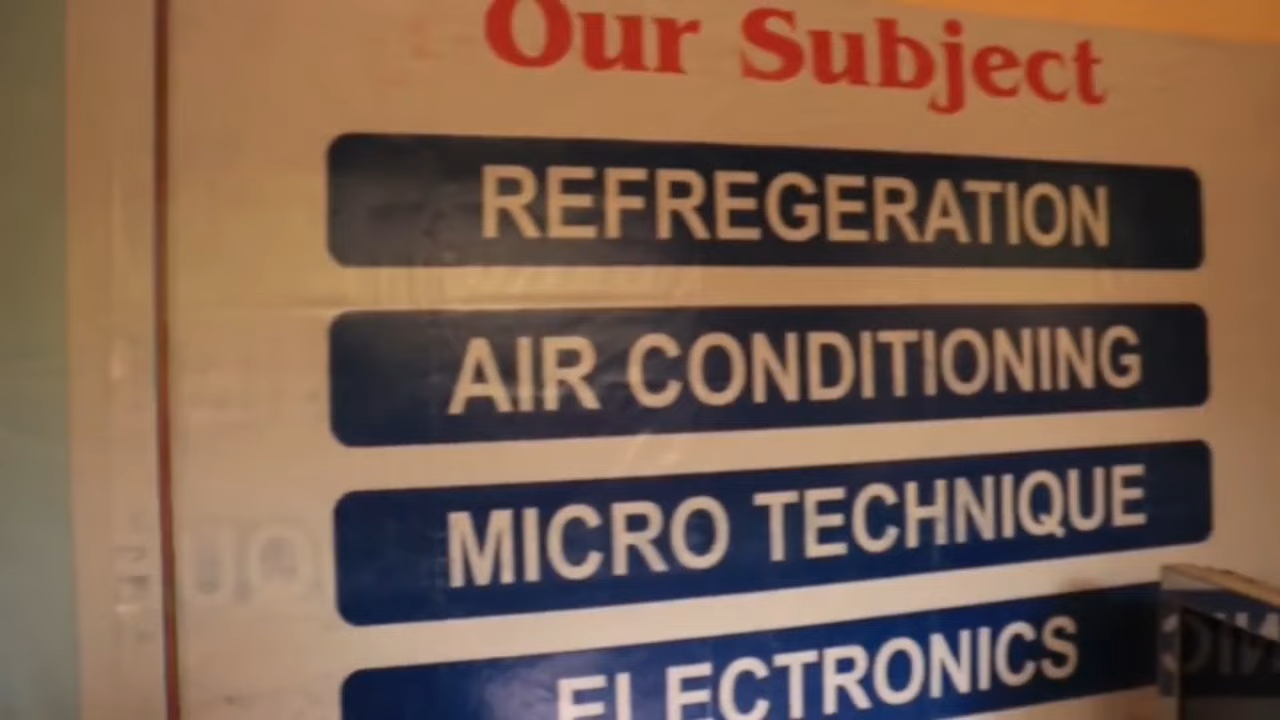 Our Subject
REFREGERATION
AIR CONDITIONING
MICRO TECHNIQUE
ELECTRONICS